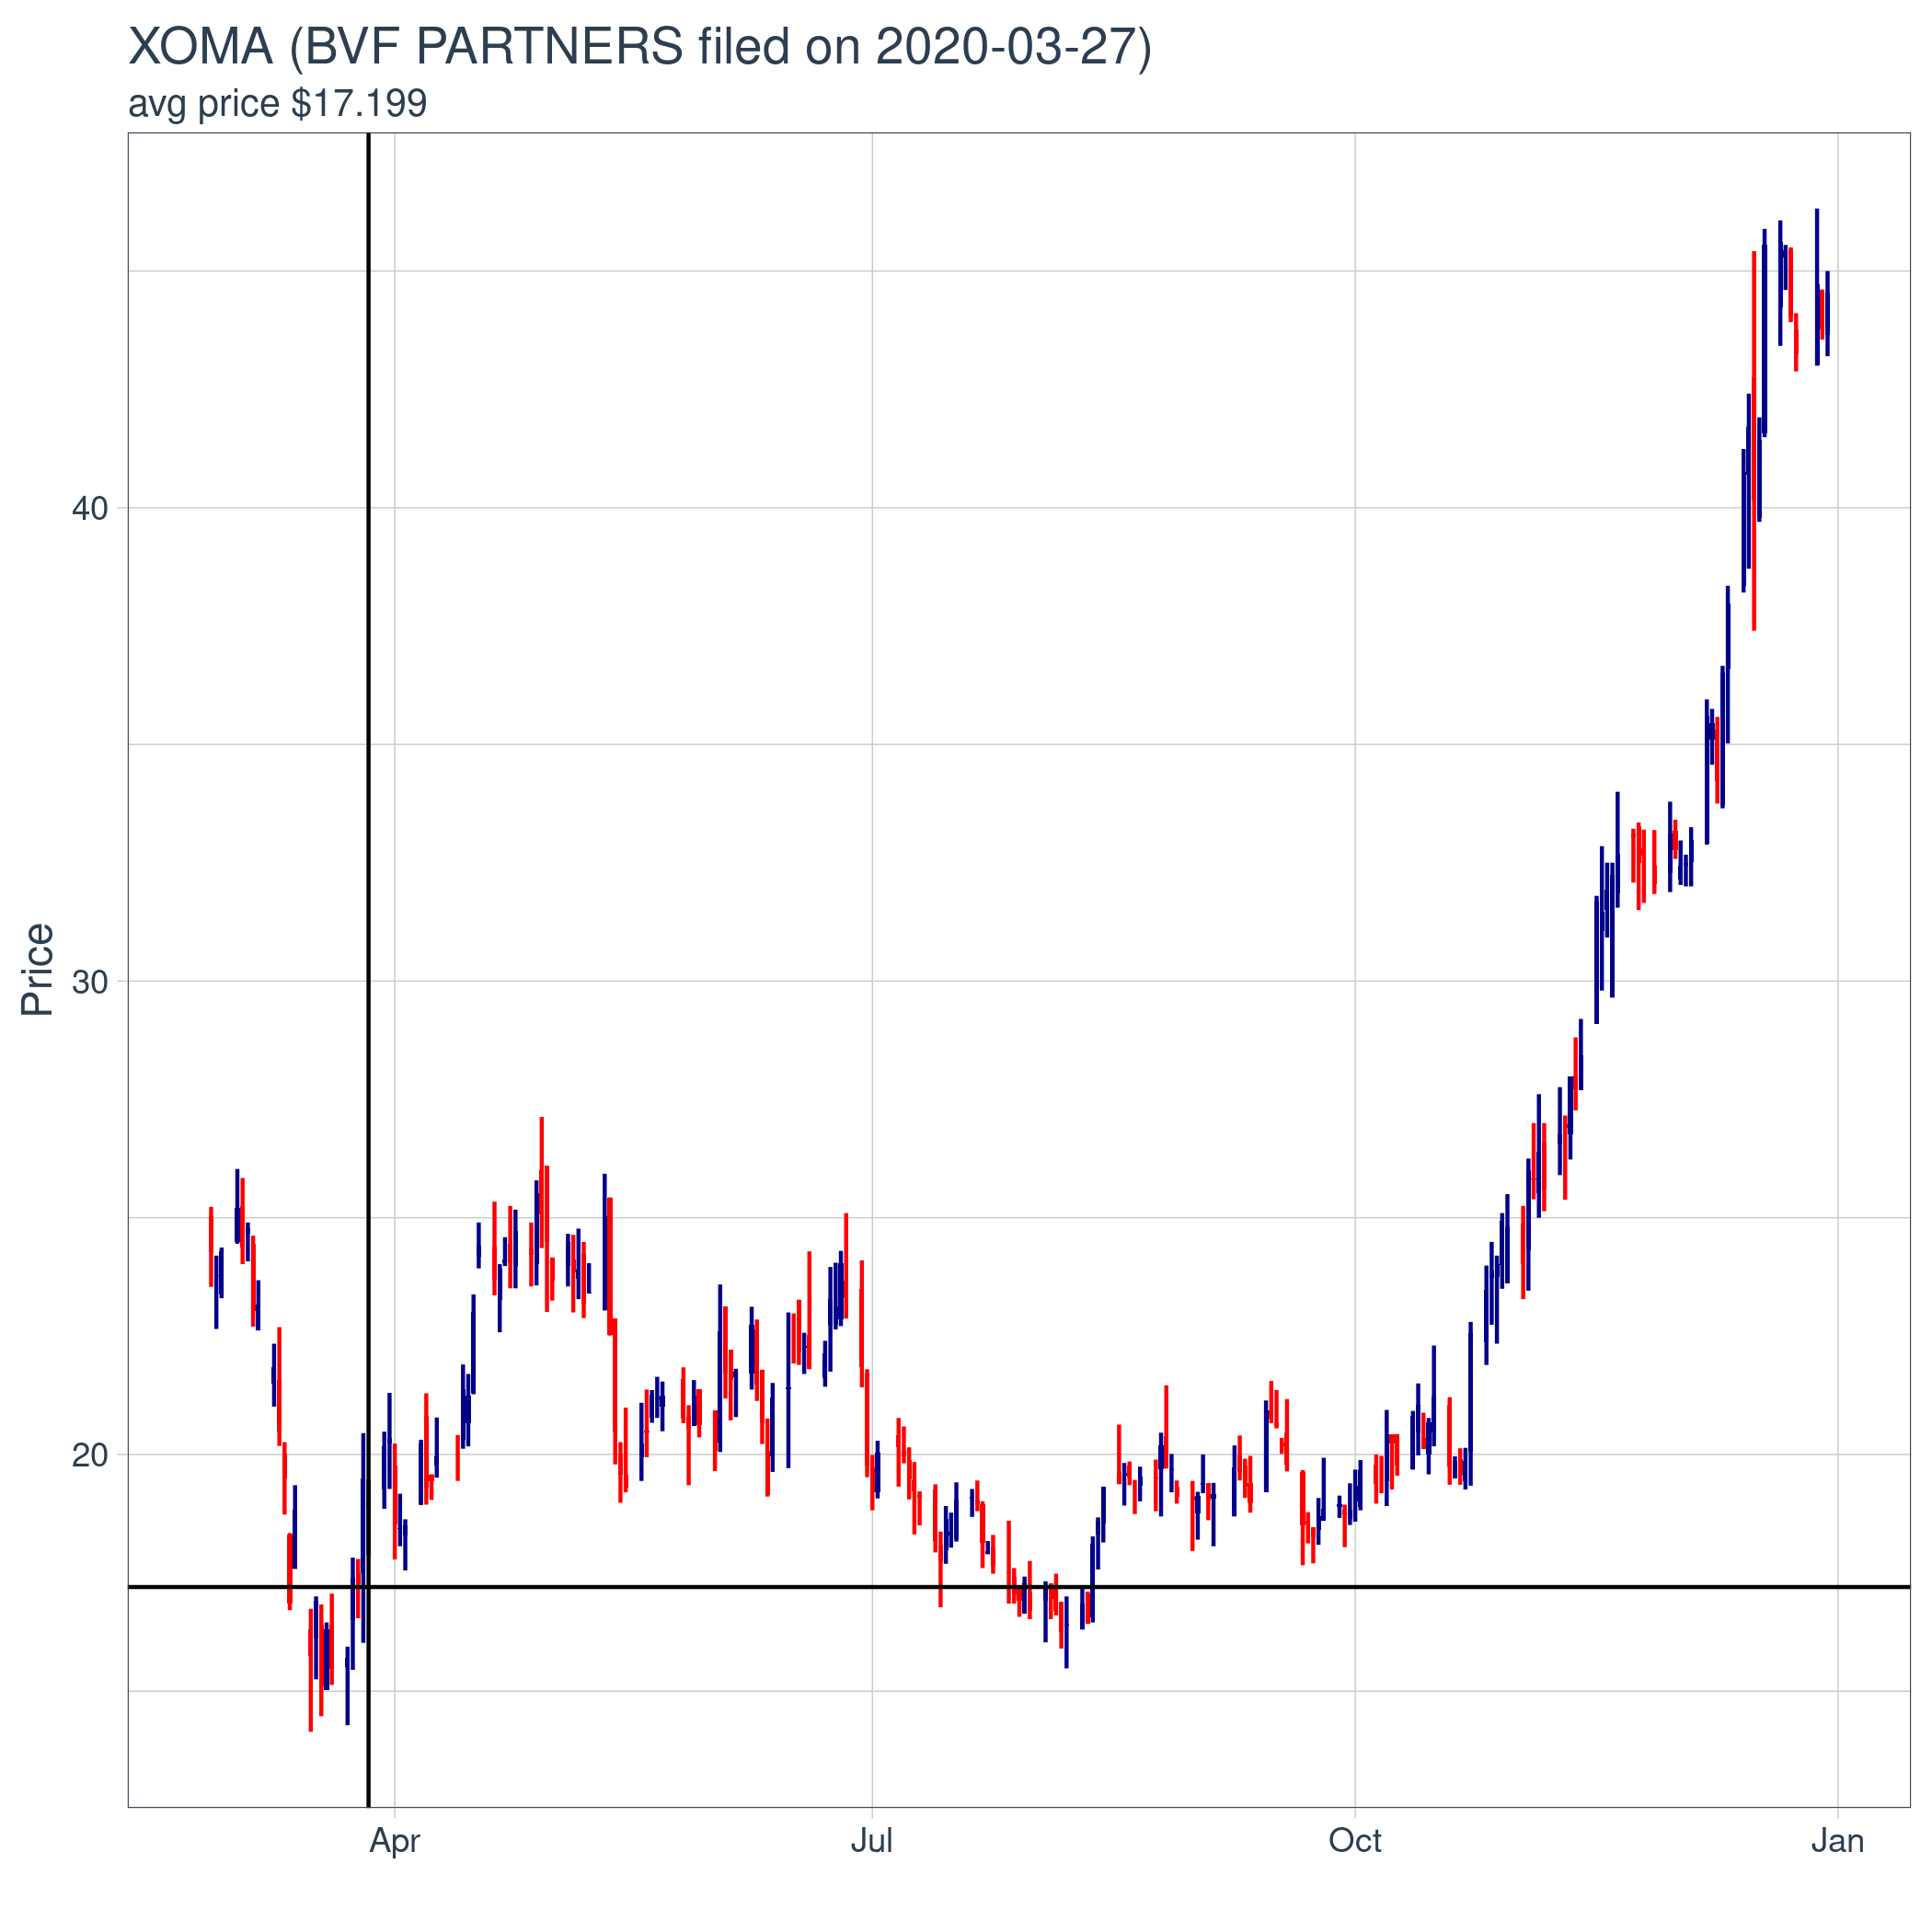 XOMA (BVF PARTNERS filed on 2020-03-27)
avg price $17.199
Price
40
30
20
Apr
Jul
Oct
Jan